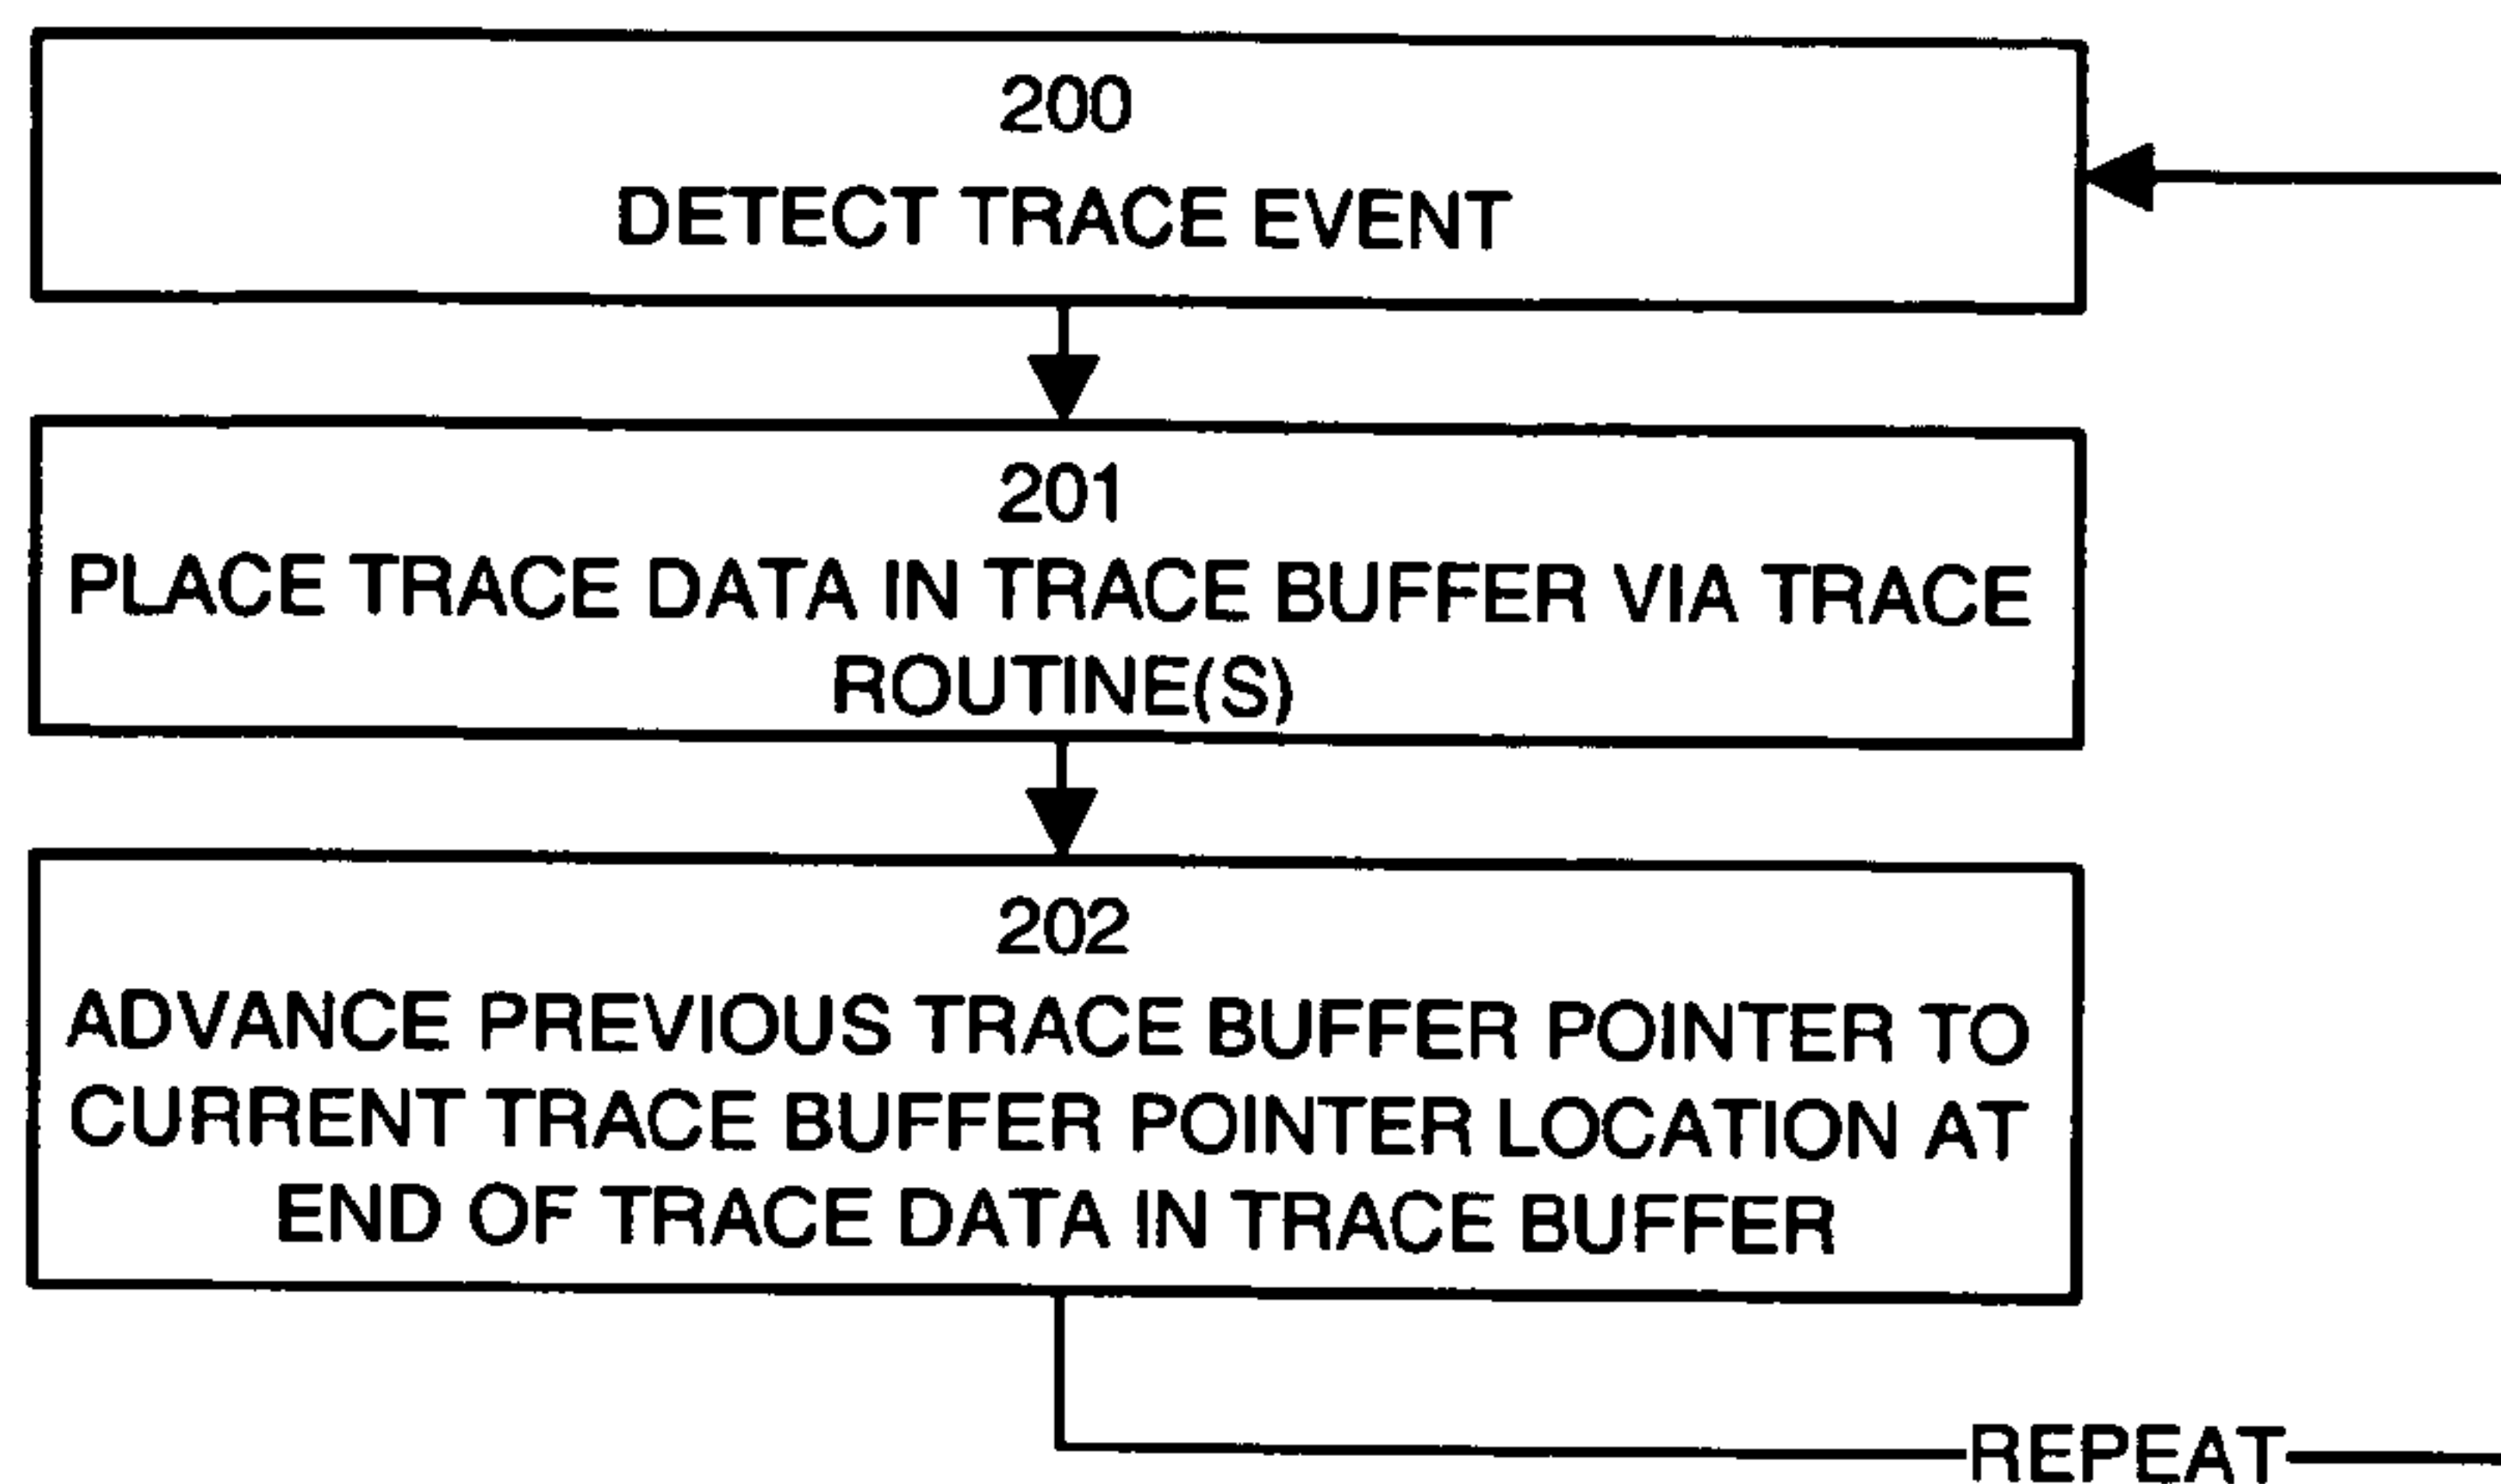 200
DETECT TRACE EVENT
201
PLACE TRACE DATA IN TRACE BUFFER VIA TRACE
ROUTINE(S)
202
ADVANCE PREVIOUS TRACE BUFFER POINTER TO
CURRENT TRACE BUFFER POINTER LOCATION AT
END OF TRACE DATA IN TRACE BUFFER
REPEAT